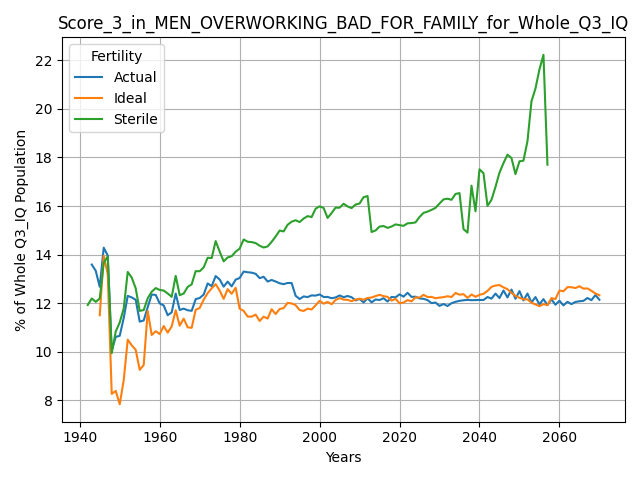 Score_3_in_MEN_OVERWORKING_BAD_FOR_FAMILY_for_Whole_Q3_IQ
Fertility
Actual
Ideal
Sterile
% of Whole Q3_IQ Population
22
20
18
16
14
12
10
8
1940
1960
1980
2000
2020
2040
2060
Years